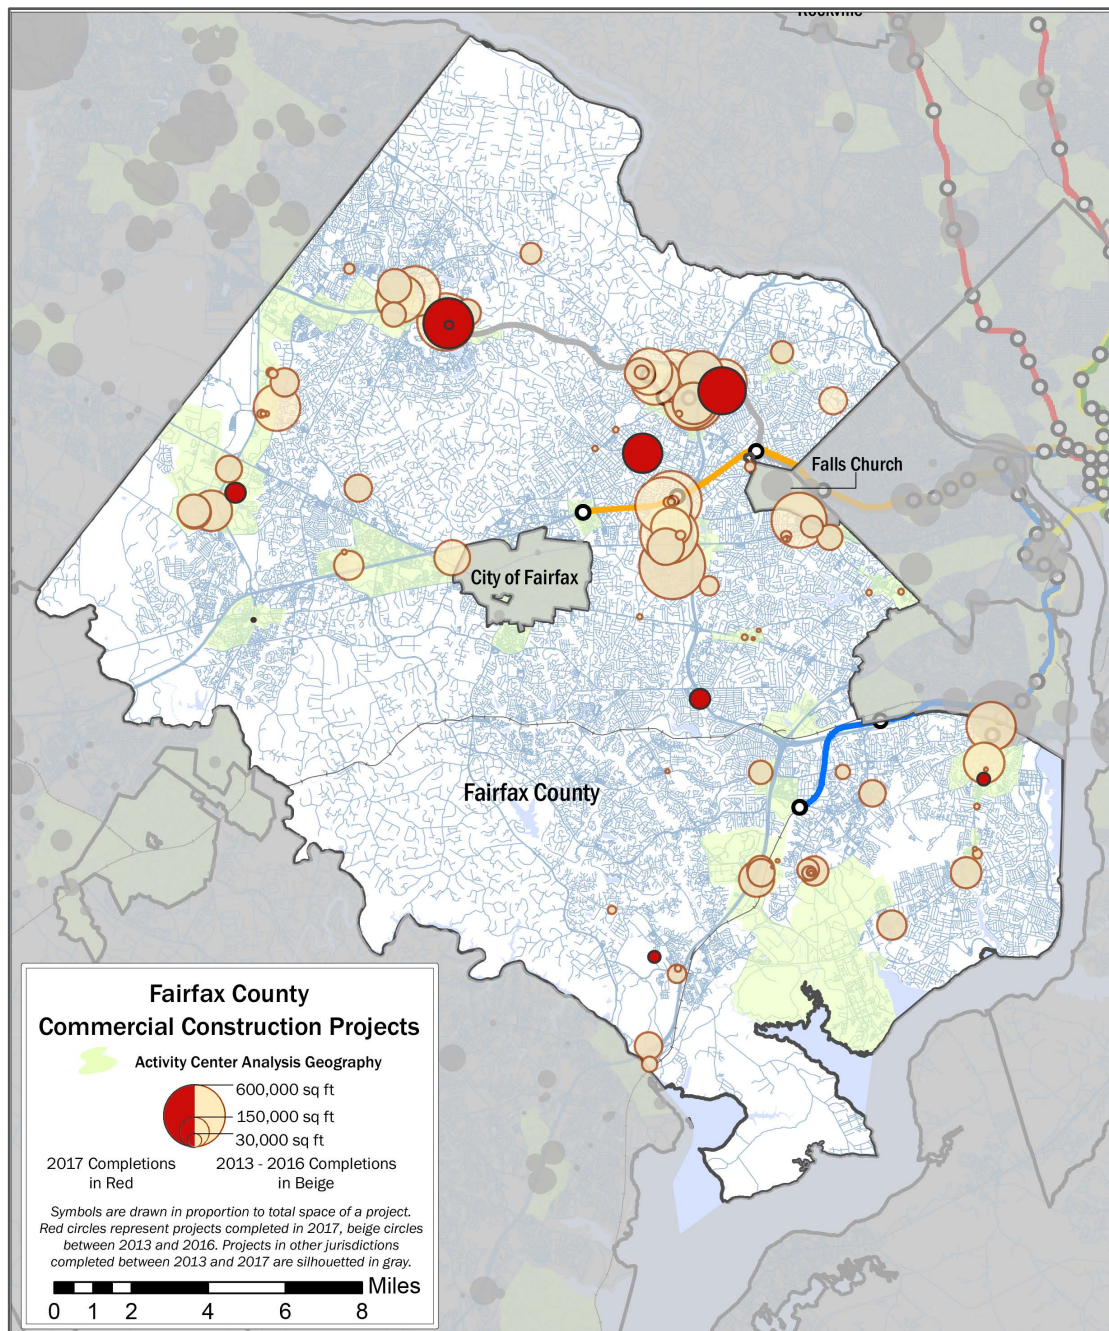 Rockville
Falls Church
City of Fairfax
Fairfax County
Fairfax County
Commercial Construction Projects
Activity Center Analysis Geography
600,000 sq ft
150,000 sq ft
30,000 sq ft
2017 Completions
in Red
2013 - 2016 Completions
in Beige
Symbols are drawn in proportion to total space of a project.
Red circles represent projects completed in 2017, beige circles
between 2013 and 2016. Projects in other jurisdictions
completed between 2013 and 2017 are silhouetted in gray.
Miles
0 1 2 4 6 8